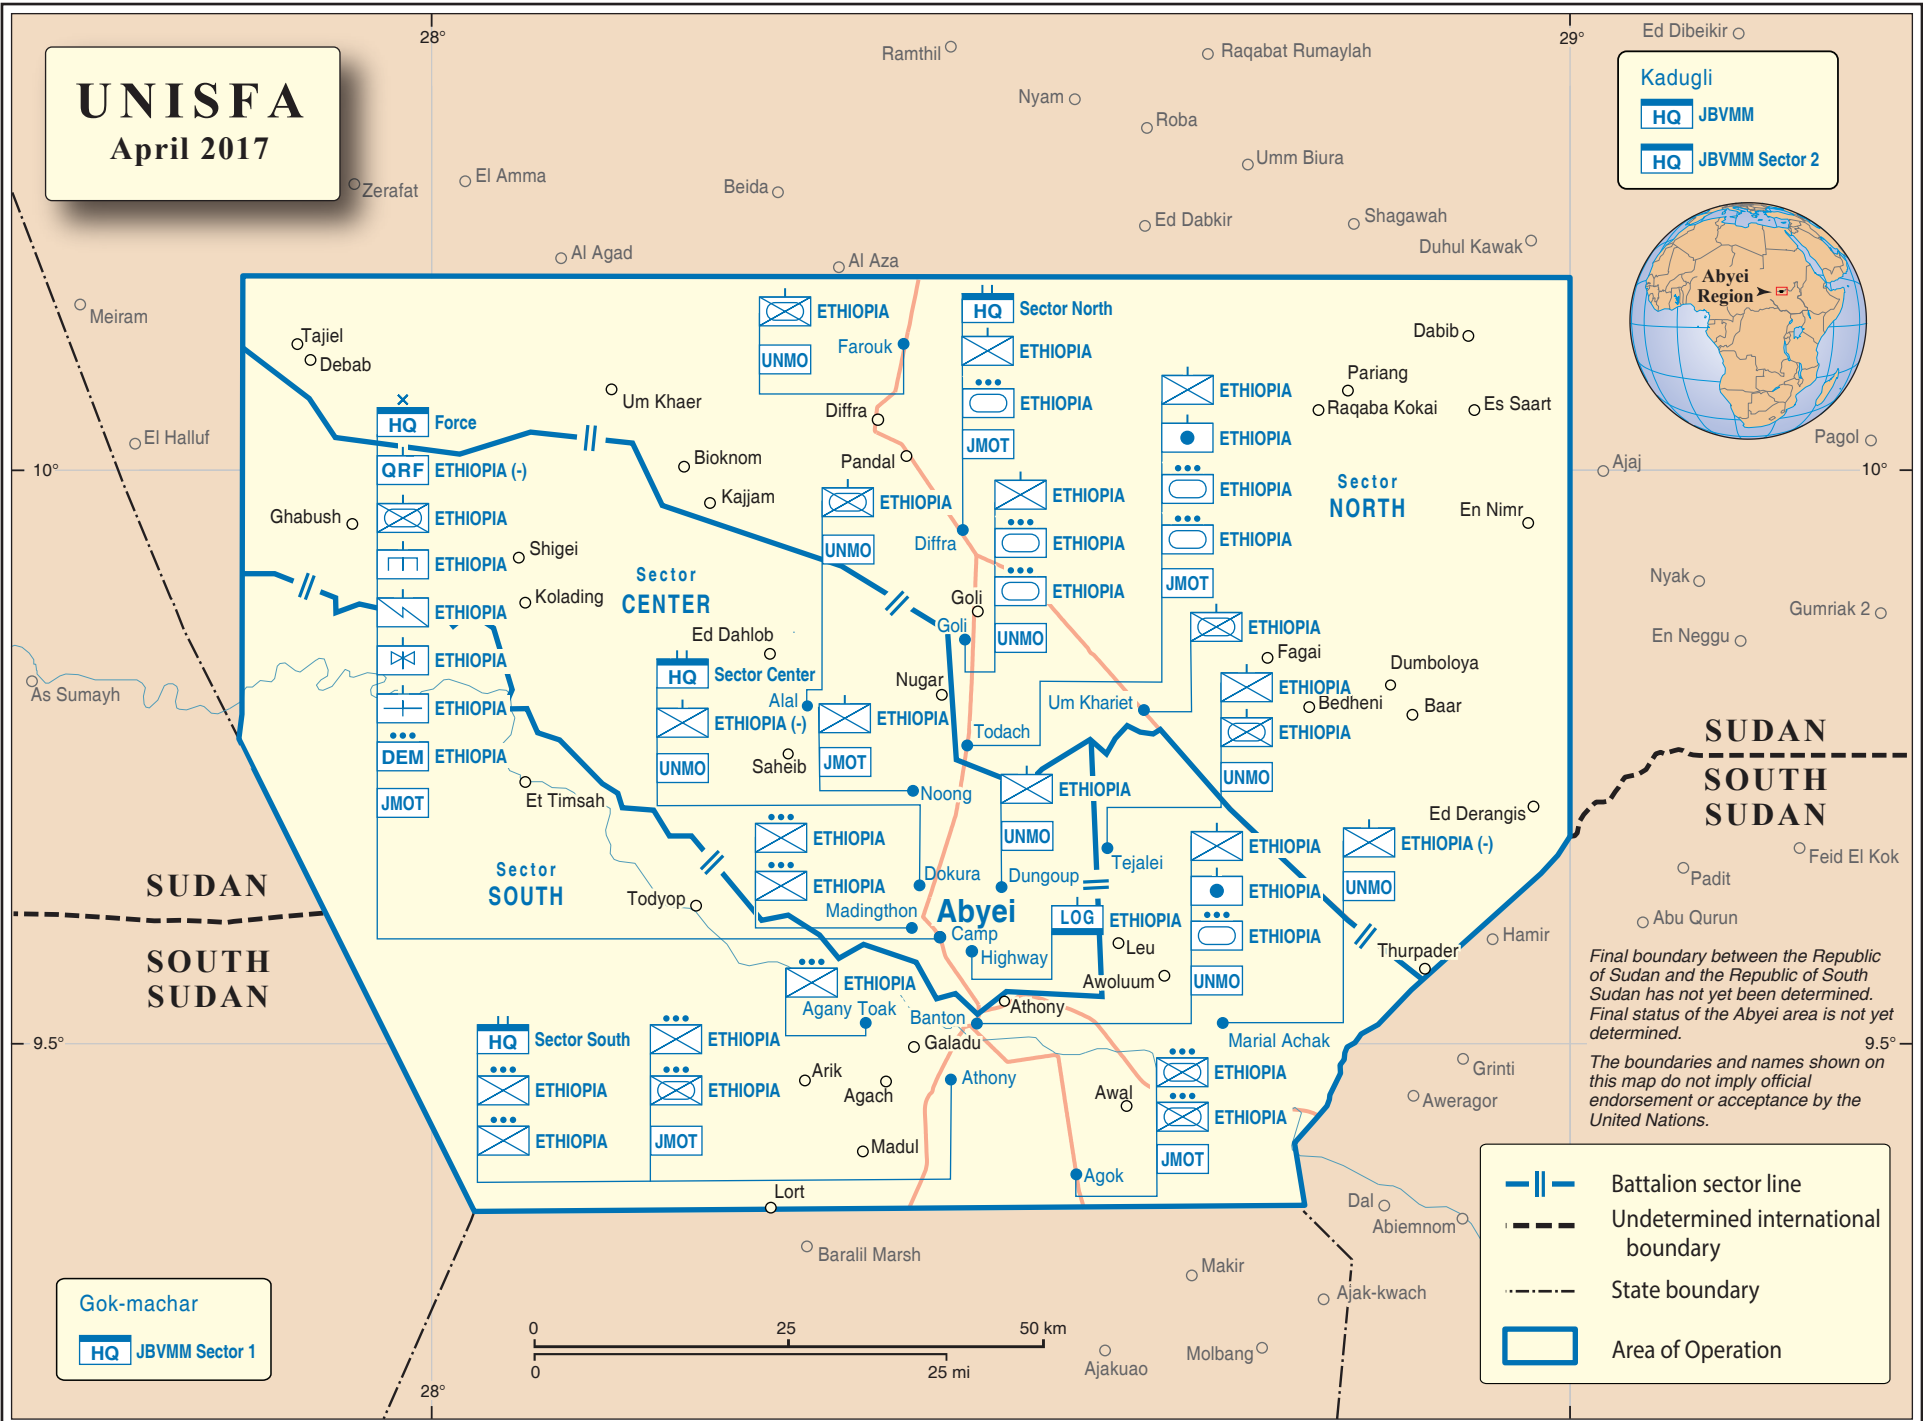 UNISFA
April 2017
28°
29°
Ed Dibeikir
Ramthil
Raqabat Rumaylah
Nyam
Roba
Umm Biura
Zerafat
El Amma
Beida
Ed Dabkir
Shagawah
Duhul Kawak
Al Agad
Al Aza
Meiram
El Halluf
Kadugli
HQ JBVMM
HQ JBVMM Sector 2
Abyei
Region
Pagol
Ajaj
10°
10°
Tajiel
Debab
Um Khaer
ETHIOPIA
UNMO
Farouk
HQ Sector North
ETHIOPIA
ETHIOPIA
JMOT
Diffra
Pandal
Dabib
Pariang
Raqaba Kokai
Es Saart
HQ Force
QRF ETHIOPIA (-)
ETHIOPIA
ETHIOPIA
ETHIOPIA
ETHIOPIA
ETHIOPIA
DEM ETHIOPIA
JMOT
Bioknom
Kajjam
Ghabush
Shigei
Kolading
Sector
CENTER
ETHIOPIA
UNMO
Diffra
ETHIOPIA
ETHIOPIA
ETHIOPIA
UNMO
ETHIOPIA
ETHIOPIA
ETHIOPIA
ETHIOPIA
JMOT
Sector
NORTH
En Nimr
Nyak
Gumriak 2
En Neggu
Goli
Goli
Ed Dahlob
HQ Sector Center
ETHIOPIA (-)
UNMO
Alal
ETHIOPIA
JMOT
Nugar
Saheib
Noong
Todach
Um Khariet
ETHIOPIA
Fagai
ETHIOPIA
Bedheni
Dumboloya
Baar
ETHIOPIA
UNMO
As Sumayh
Et Timsah
SUDAN
SOUTH
SUDAN
Ed Derangis
Feid El Kok
Padit
Abu Qurun
Hamir
ETHIOPIA
UNMO
Dungoup
Tejalei
ETHIOPIA
ETHIOPIA
ETHIOPIA
UNMO
ETHIOPIA (-)
UNMO
Sector
SOUTH
SUDAN
SOUTH
SUDAN
Todyop
ETHIOPIA
ETHIOPIA
Madingthon
Dokura
Abyei
Camp
Highway
LOG ETHIOPIA
Leu
Awoluum
Thurpader
ETHIOPIA
Agany Toak
Banton
Athony
Galadu
Marial Achak
9.5°
9.5°
HQ Sector South
ETHIOPIA
ETHIOPIA
ETHIOPIA
ETHIOPIA
JMOT
Arik
Agach
Madul
Athony
Awal
ETHIOPIA
ETHIOPIA
JMOT
Agok
Lort
Grinti
Aweragor
Dal
Abiemnom
Baralil Marsh
Makir
Ajak-kwach
Ajakuao
Molbang
Final boundary between the Republic
of Sudan and the Republic of South
Sudan has not yet been determined.
Final status of the Abyei area is not yet
determined.
The boundaries and names shown on
this map do not imply official
endorsement or acceptance by the
United Nations.
Battalion sector line
Undetermined international
boundary
State boundary
Area of Operation
Gok-machar
HQ JBVMM Sector 1
0 25 50 km
0 25 mi
28°